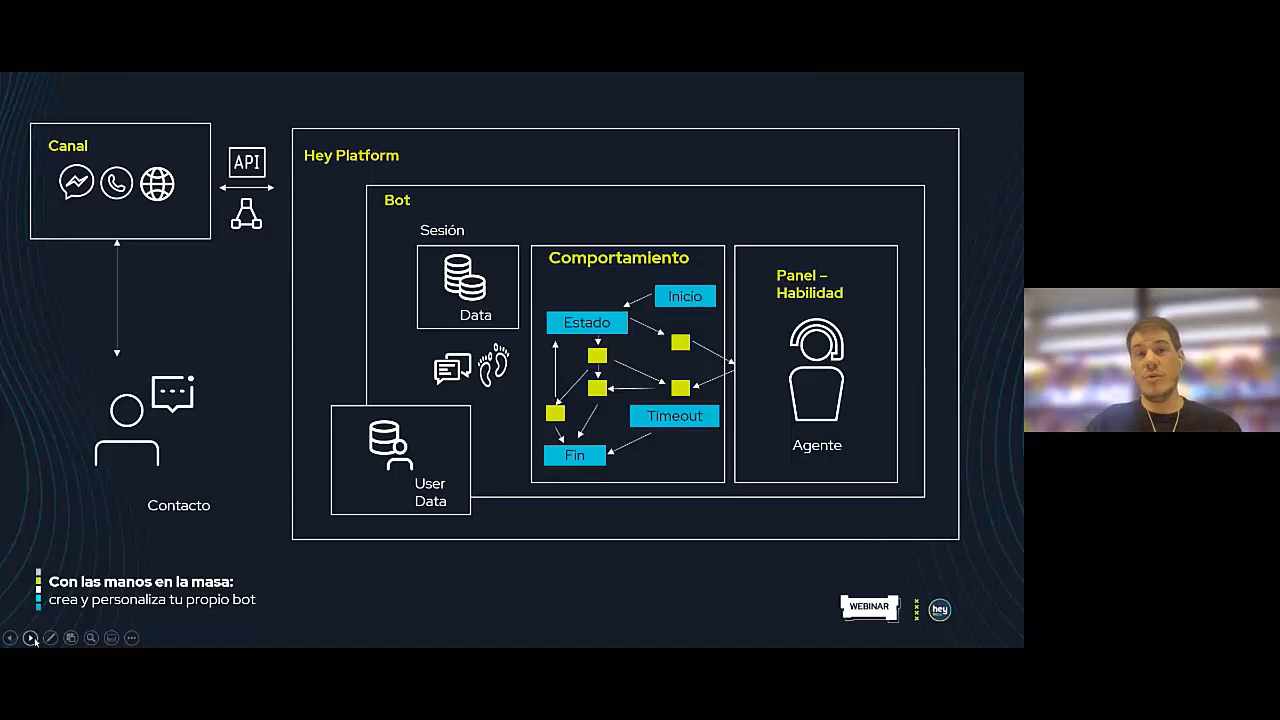 Canal
API
Hey Platform
Bot
Sesión
Data
Comportamiento
Inicio
Estado
Timeout
Fin
Panel –
Habilidad
Agente
User
Data
Contacto
Con las manos en la masa:
crea y personaliza tu propio bot
WEBINAR
hey